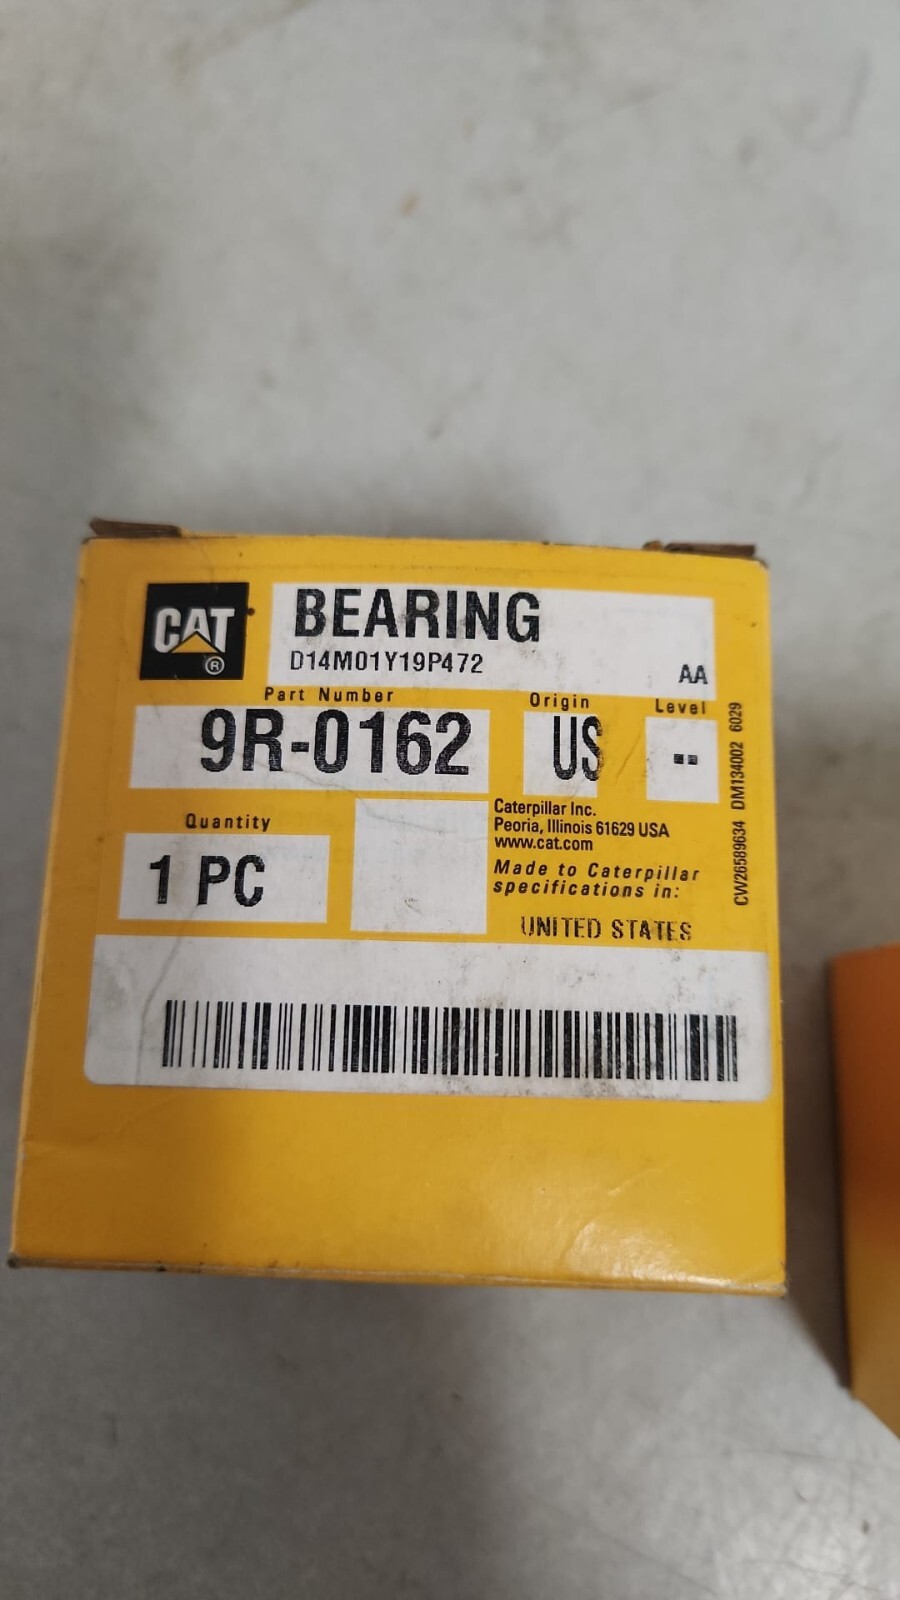 CAT
®
BEARING
D14M01Y19P472
AA
Part Number
Origin
Level
9R-0162
US
--
Quantity
1 PC
Caterpillar Inc.
Peoria, Illinois 61629 USA
www.cat.com
Made to Caterpillar
specifications in:
UNITED STATES
CW26589634 DM134002 6029